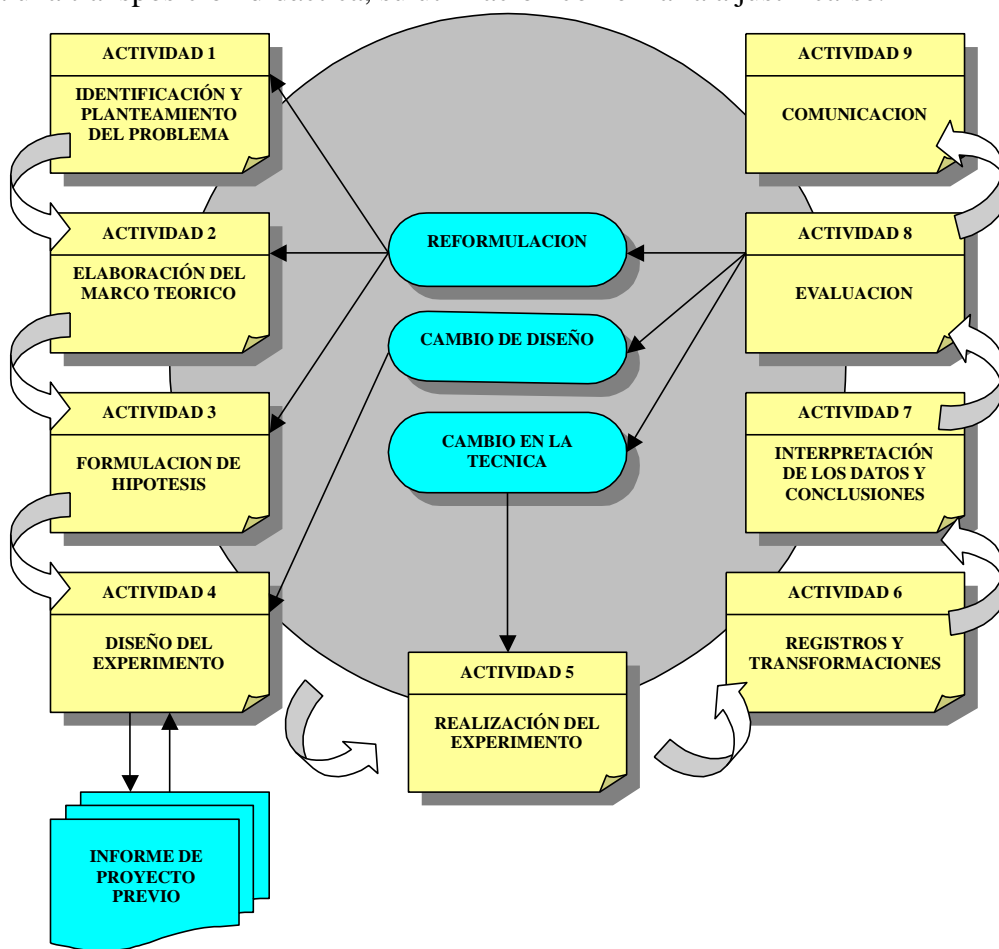 ACTIVIDAD 1
IDENTIFICACIÓN Y
PLANTEAMIENTO
DEL PROBLEMA
ACTIVIDAD 2
ELABORACIÓN DEL
MARCO TEORICO
ACTIVIDAD 3
FORMULACION DE
HIPOTESIS
ACTIVIDAD 4
DISEÑO DEL
EXPERIMENTO
INFORME DE
PROYECTO
PREVIO
REFORMULACION
CAMBIO DE DISEÑO
CAMBIO EN LA
TECNICA
ACTIVIDAD 5
REALIZACIÓN DEL
EXPERIMENTO
ACTIVIDAD 6
REGISTROS Y
TRANSFORMACIONES
ACTIVIDAD 7
INTERPRETACIÓN
DE LOS DATOS Y
CONCLUSIONES
ACTIVIDAD 8
EVALUACION
ACTIVIDAD 9
COMUNICACION